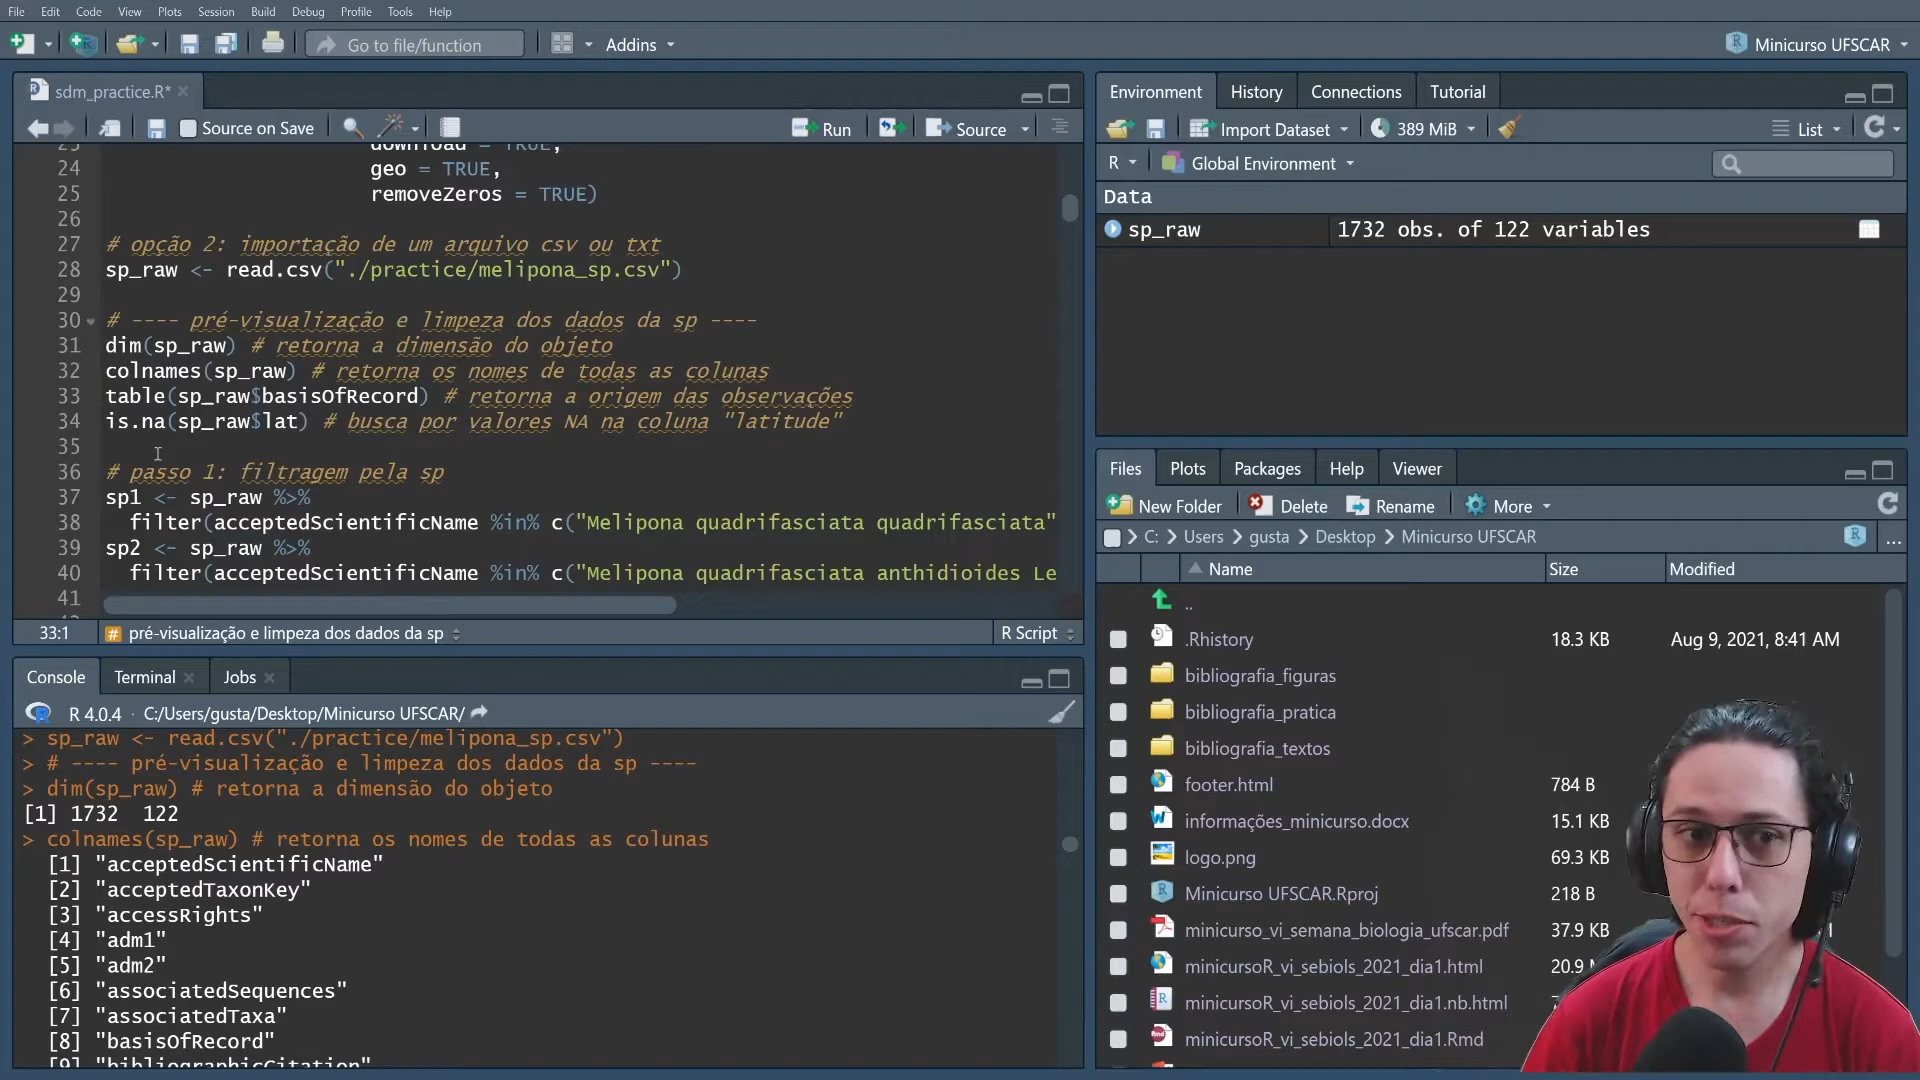 File Edit Code View Plots Session Build Debug Profile Tools Help
Go to file/function Addins Minicurso UFSCAR
sdm_practice.R*
Source on Save Run Source
23 download = TRUE,
24 geo = TRUE,
25 removeZeros = TRUE)
26
27 # opção 2: importação de um arquivo csv ou txt
28 sp_raw <- read.csv("./practice/melipona_sp.csv")
29
30 # ---- pré-visualização e limpeza dos dados da sp ----
31 dim(sp_raw) # retorna a dimensão do objeto
32 colnames(sp_raw) # retorna os nomes de todas as colunas
33 table(sp_raw$basisOfRecord) # retorna a origem das observações
34 is.na(sp_raw$lat) # busca por valores NA na coluna "latitude"
35
36 # passo 1: filtragem pela sp
37 sp1 <- sp_raw %>%
38 filter(acceptedScientificName %in% c("Melipona quadrifasciata quadrifasciata"
39 sp2 <- sp_raw %>%
40 filter(acceptedScientificName %in% c("Melipona quadrifasciata anthidioides Le
41
33:1 # pré-visualização e limpeza dos dados da sp R Script
Console Terminal Jobs
R 4.0.4 · C:/Users/gusta/Desktop/Minicurso UFSCAR/
> sp_raw <- read.csv("./practice/melipona_sp.csv")
> # ---- pré-visualização e limpeza dos dados da sp ----
> dim(sp_raw) # retorna a dimensão do objeto
[1] 1732 122
> colnames(sp_raw) # retorna os nomes de todas as colunas
[1] "acceptedScientificName"
[2] "acceptedTaxonKey"
[3] "accessRights"
[4] "adm1"
[5] "adm2"
[6] "associatedSequences"
[7] "associatedTaxa"
[8] "basisOfRecord"
[9] "bibliographicCitation"
Environment History Connections Tutorial
Import Dataset 389 MiB List
R Global Environment
Data
sp_raw 1732 obs. of 122 variables
Files Plots Packages Help Viewer
New Folder Delete Rename More
C: Users gusta Desktop Minicurso UFSCAR ...
Name Size Modified
..
.Rhistory 18.3 KB Aug 9, 2021, 8:41 AM
bibliografia_figuras
bibliografia_pratica
bibliografia_textos
footer.html 784 B
informações_minicurso.docx 15.1 KB
logo.png 69.3 KB
Minicurso UFSCAR.Rproj 218 B
minicurso_vi_semana_biologia_ufscar.pdf 37.9 KB
minicursoR_vi_sebiols_2021_dia1.html 20.9
minicursoR_vi_sebiols_2021_dia1.nb.html
minicursoR_vi_sebiols_2021_dia1.Rmd